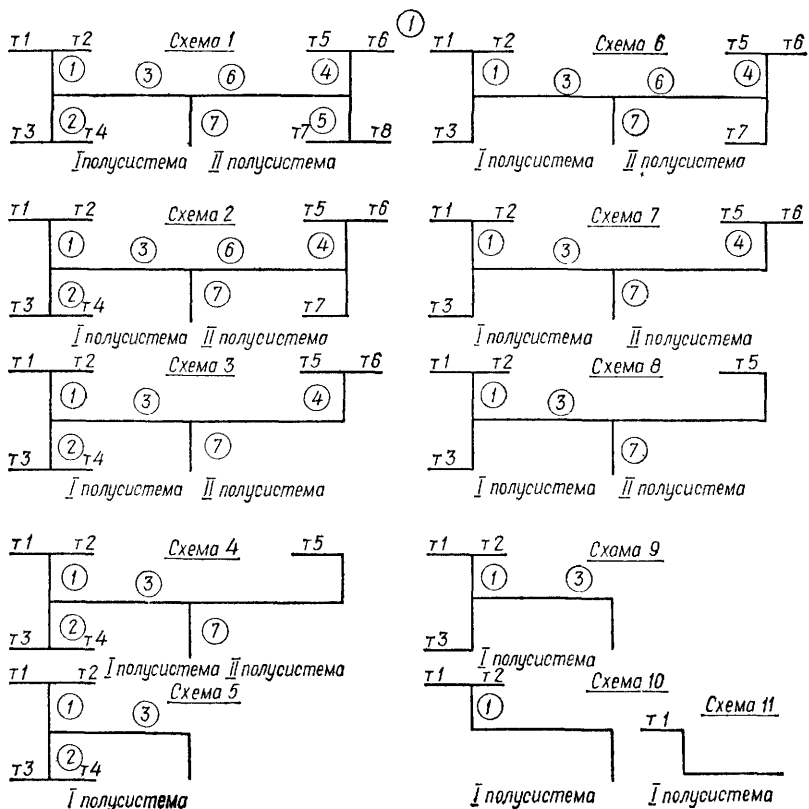 т1 т2 Схема 1 т5 т6
1 3 6 4
2 7 5
т3 т4 т7 т8
I полусистема II полусистема
1
т1 т2 Схема 6 т5 т6
1 3 6 4
7
т3 т7
I полусистема II полусистема
т1 т2 Схема 2 т5 т6
1 3 6 4
2 7
т3 т4 т7
I полусистема II полусистема
т1 т2 Схема 7 т5 т6
1 3 4
7
т3
I полусистема II полусистема
т1 т2 Схема 3 т5 т6
1 3 4
2 7
т3 т4
I полусистема II полусистема
т1 т2 Схема 8 т5
1 3
7
т3
I полусистема II полусистема
т1 т2 Схема 4 т5
1 3
2 7
т3 т4
I полусистема II полусистема
т1 т2 Схама 9
1 3
т3
I полусистема
т1 т2 Схема 5
1 3
2
т3 т4
I полусистема
т1 т2 Схема 10
1
I полусистема
Схема 11
т1
I полусистема